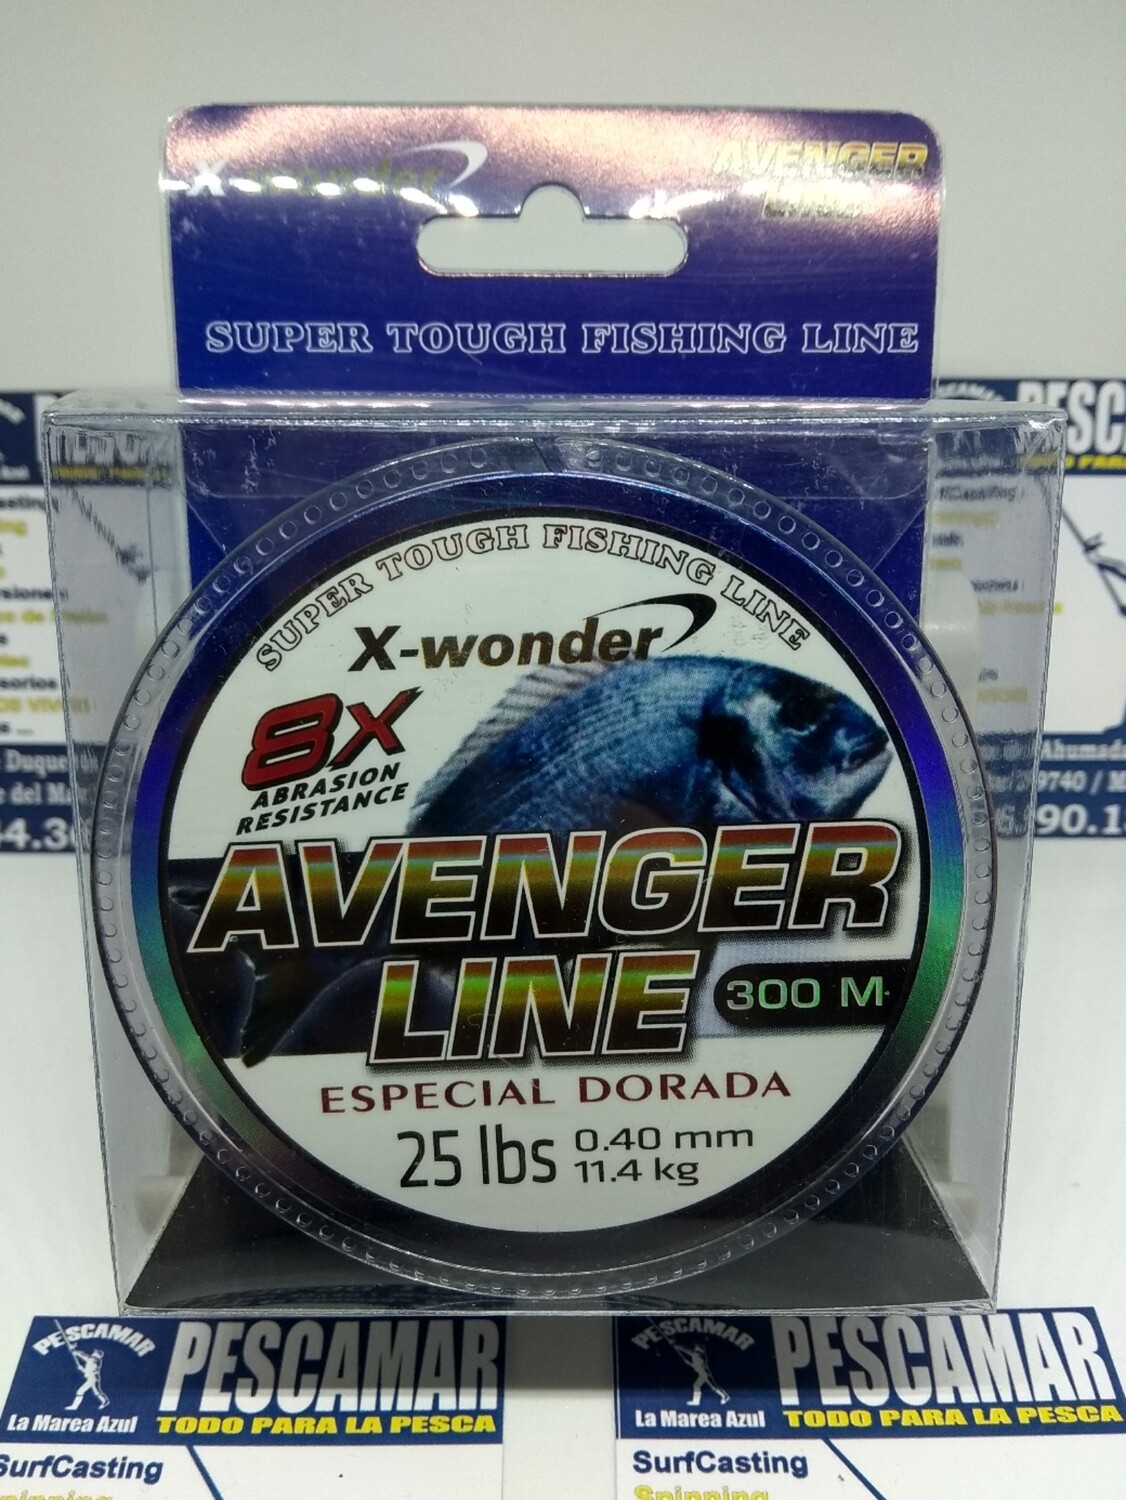 X-wonder
AVENGER
LINE
SUPER TOUGH FISHING LINE
SUPER TOUGH FISHING LINE
X-wonder
8X
ABRASION
RESISTANCE
AVENGER
LINE
300 M
ESPECIAL DORADA
25 lbs
0.40 mm
11.4 kg
PESCAMAR
PESCAMAR
La Marea Azul
TODO PARA LA PESCA
SurfCasting
Spinning
PESCAMAR
PESCAMAR
La Marea Azul
TODO PARA LA PESCA
SurfCasting
Spinning